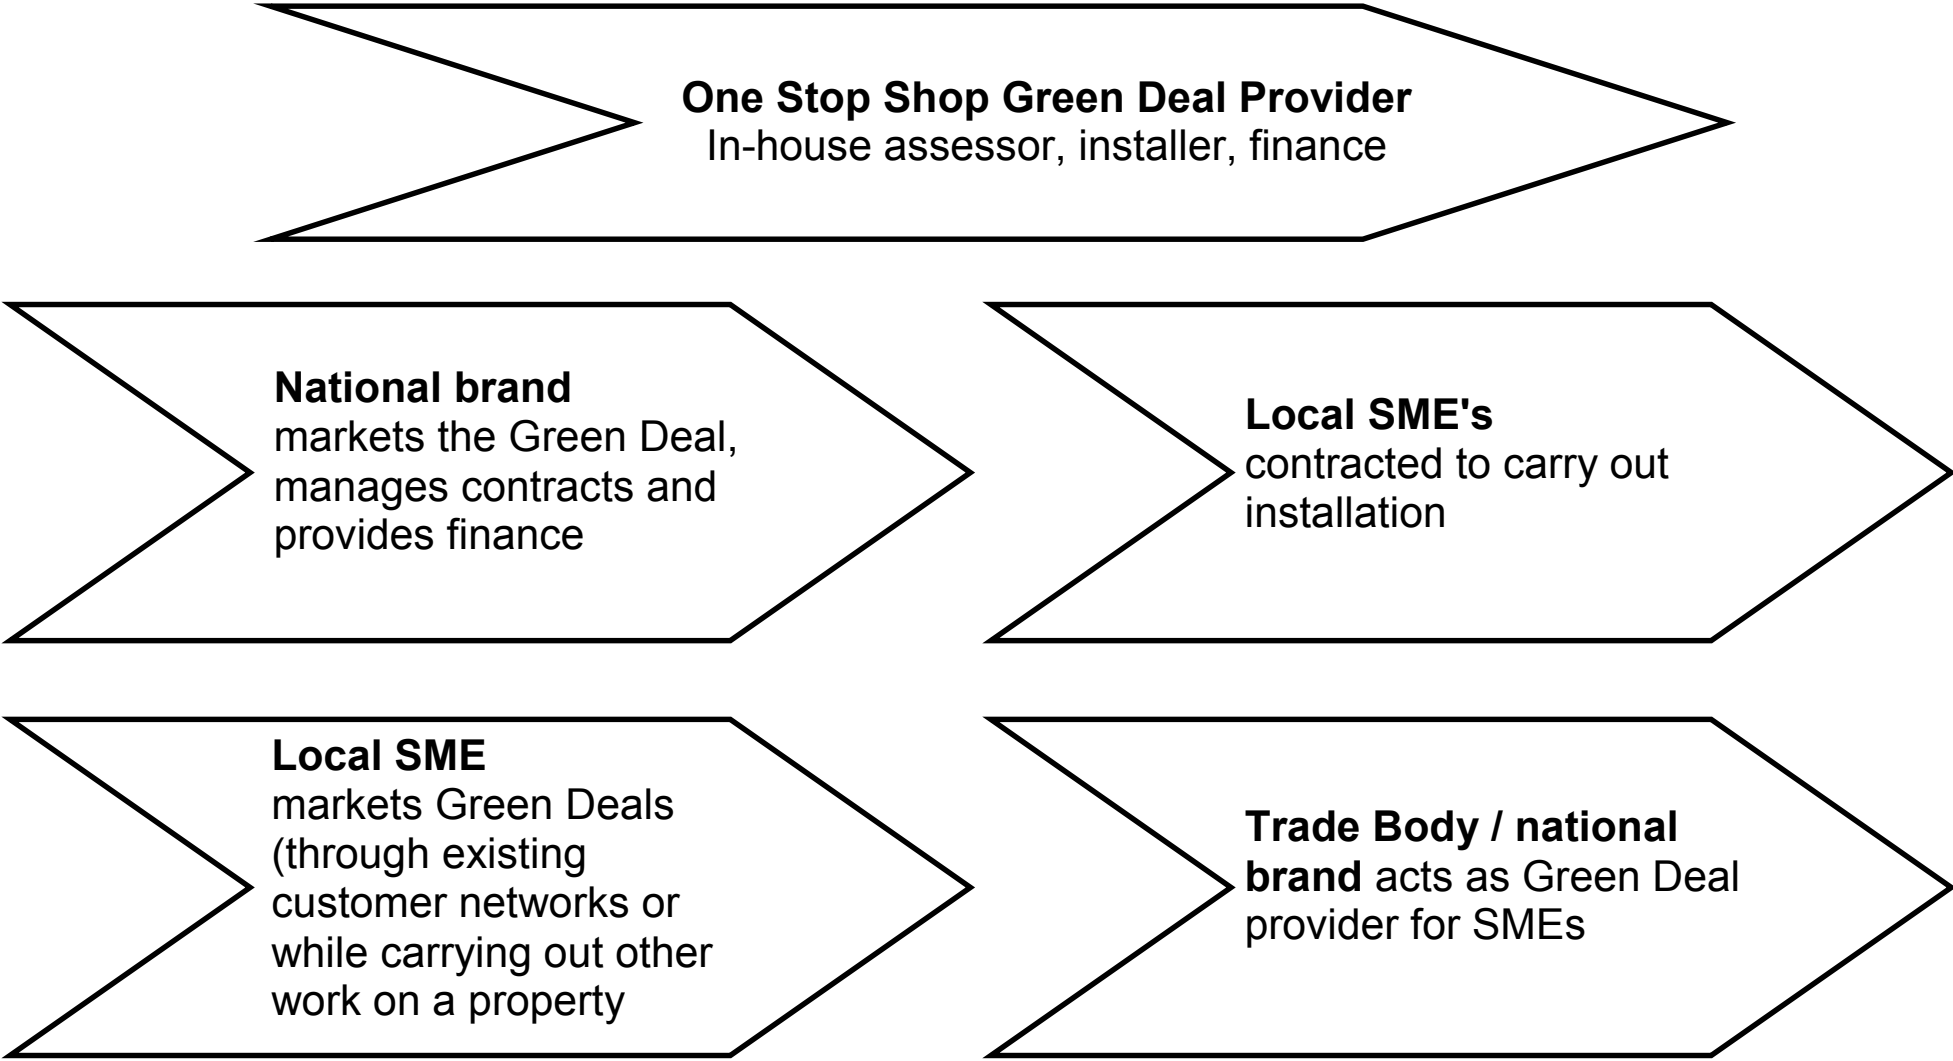 One Stop Shop Green Deal Provider
In-house assessor, installer, finance
National brand
markets the Green Deal,
manages contracts and
provides finance
Local SME's
contracted to carry out
installation
Local SME
markets Green Deals
(through existing
customer networks or
while carrying out other
work on a property
Trade Body / national
brand acts as Green Deal
provider for SMEs